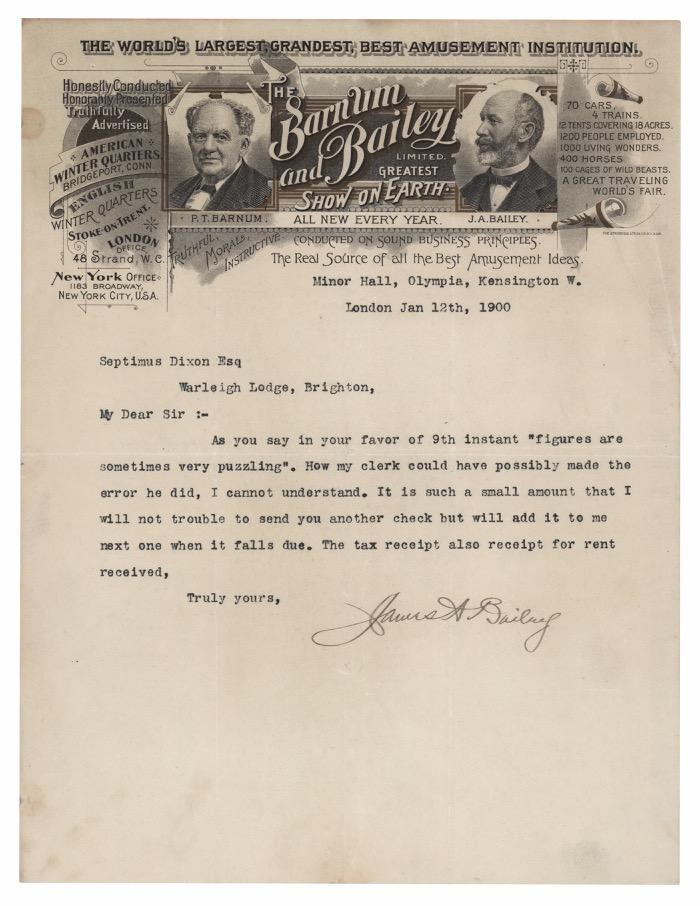 THE WORLD'S LARGEST, GRANDEST, BEST AMUSEMENT INSTITUTION.
Honestly Conducted
Honorably Presented
Truthfully
Advertised
AMERICAN
WINTER QUARTERS.
BRIDGEPORT, CONN.
ENGLISH
WINTER QUARTERS
STOKE-ON-TRENT.
LONDON
OFFICE
48 Strand, W. C.
New York Office
1183 BROADWAY,
NEW YORK CITY, U.S.A.
P.T. BARNUM.
THE
Barnum
and Bailey
LIMITED.
GREATEST
SHOW ON EARTH.
ALL NEW EVERY YEAR.
J.A. BAILEY.
70 CARS,
4 TRAINS.
12 TENTS COVERING 18 ACRES.
1200 PEOPLE EMPLOYED.
1000 LIVING WONDERS.
400 HORSES
100 CAGES OF WILD BEASTS.
A GREAT TRAVELING
WORLDS FAIR.
TRUTHFUL, MORAL, INSTRUCTIVE
CONDUCTED ON SOUND BUSINESS PRINCIPLES.
The Real Source of all the Best Amusement Ideas.
Minor Hall, Olympia, Kensington W.
London Jan 12th, 1900
Septimus Dixon Esq
Warleigh Lodge, Brighton,
My Dear Sir :-
As you say in your favor of 9th instant "figures are
sometimes very puzzling". How my clerk could have possibly made the
error he did, I cannot understand. It is such a small amount that I
will not trouble to send you another check but will add it to me
next one when it falls due. The tax receipt also receipt for rent
received,
Truly yours,
James A Bailey